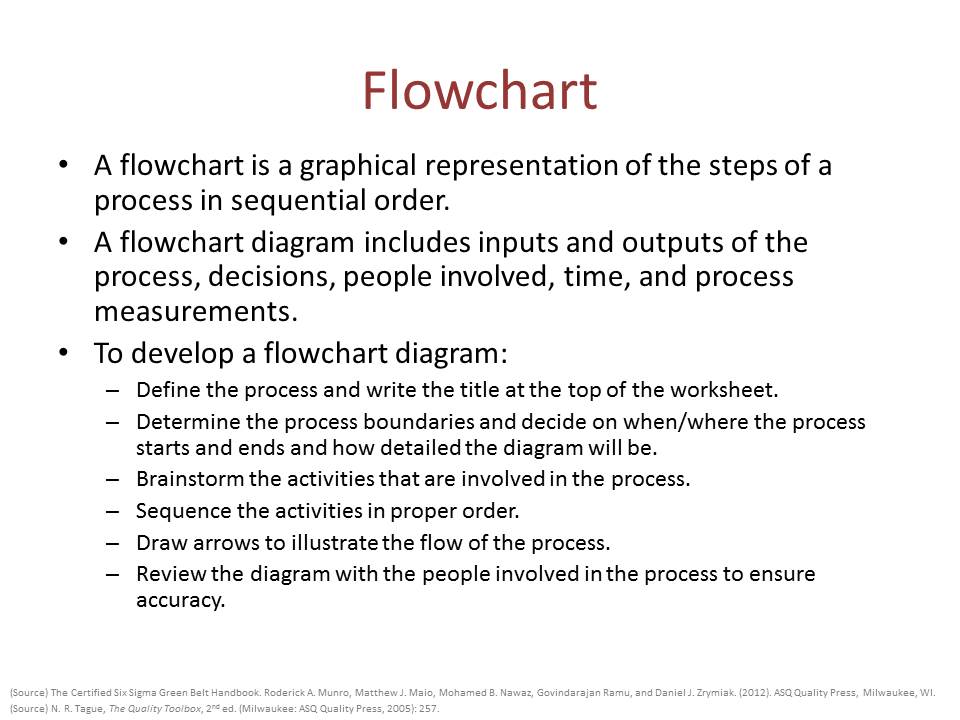 Flowchart
• A flowchart is a graphical representation of the steps of a
process in sequential order.
• A flowchart diagram includes inputs and outputs of the
process, decisions, people involved, time, and process
measurements.
• To develop a flowchart diagram:
– Define the process and write the title at the top of the worksheet.
– Determine the process boundaries and decide on when/where the process
starts and ends and how detailed the diagram will be.
– Brainstorm the activities that are involved in the process.
– Sequence the activities in proper order.
– Draw arrows to illustrate the flow of the process.
– Review the diagram with the people involved in the process to ensure
accuracy.
(Source) The Certified Six Sigma Green Belt Handbook. Roderick A. Munro, Matthew J. Maio, Mohamed B. Nawaz, Govindarajan Ramu, and Daniel J. Zrymiak. (2012). ASQ Quality Press, Milwaukee, WI.
(Source) N. R. Tague, The Quality Toolbox, 2nd ed. (Milwaukee: ASQ Quality Press, 2005): 257.